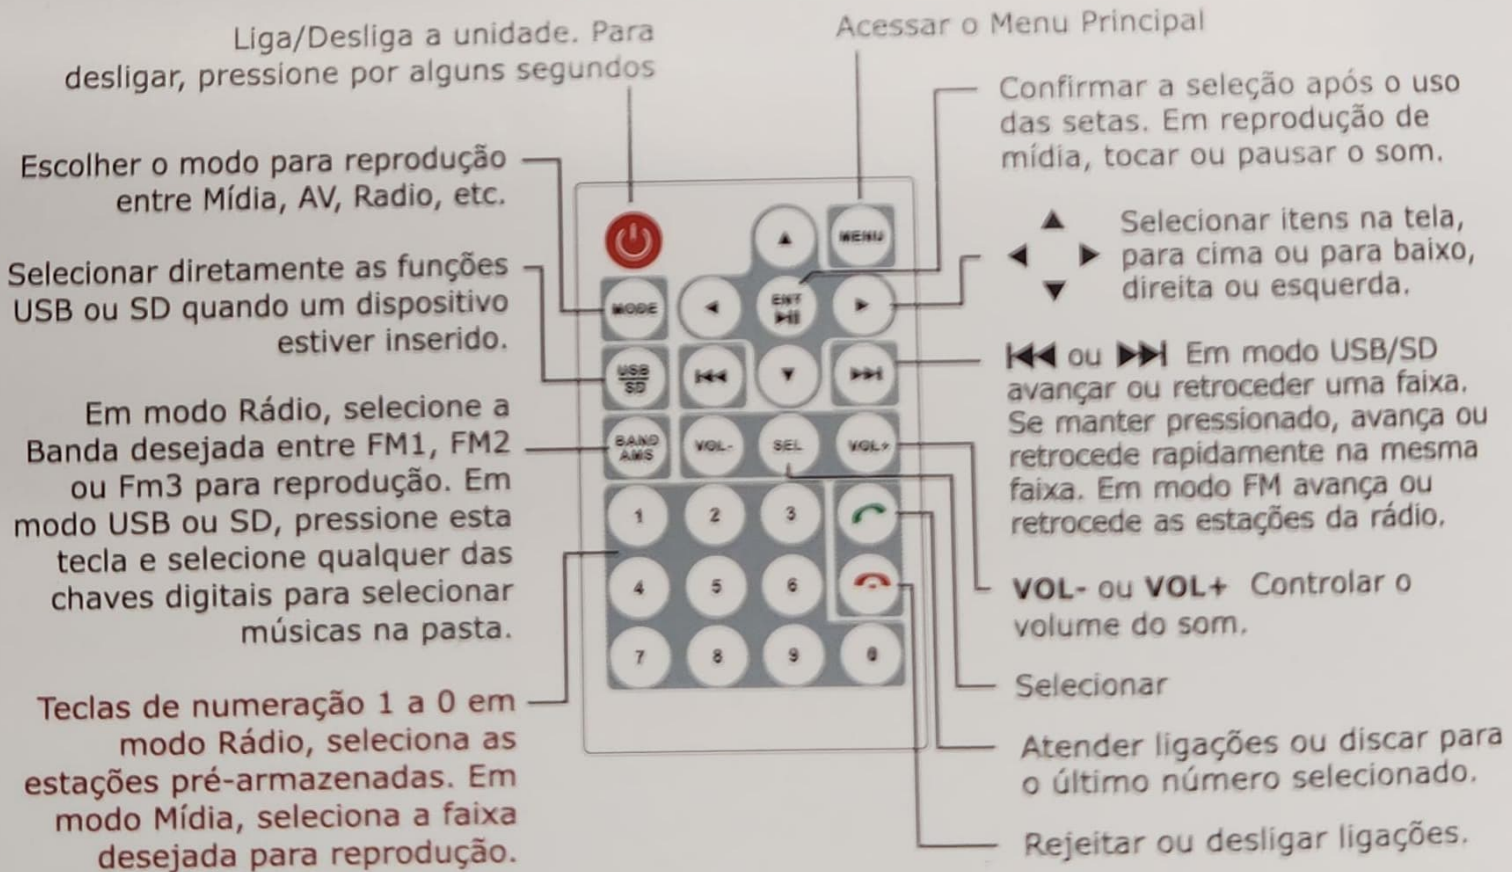 Liga/Desliga a unidade. Para
desligar, pressione por alguns segundos
Acessar o Menu Principal
Escolher o modo para reprodução
entre Mídia, AV, Radio, etc.
Selecionar diretamente as funções
USB ou SD quando um dispositivo
estiver inserido.
Em modo Rádio, selecione a
Banda desejada entre FM1, FM2
ou Fm3 para reprodução. Em
modo USB ou SD, pressione esta
tecla e selecione qualquer das
chaves digitais para selecionar
músicas na pasta.
Teclas de numeração 1 a 0 em
modo Rádio, seleciona as
estações pré-armazenadas. Em
modo Mídia, seleciona a faixa
desejada para reprodução.
MENU
MODE
ENT
USB
SD
BAND
AMS
VOL-
SEL
VOL+
1 2 3
4 5 6
7 8 9 0
Confirmar a seleção após o uso
das setas. Em reprodução de
mídia, tocar ou pausar o som.
Selecionar itens na tela,
para cima ou para baixo,
direita ou esquerda.
⏮ ou ⏭ Em modo USB/SD
avançar ou retroceder uma faixa.
Se manter pressionado, avança ou
retrocede rapidamente na mesma
faixa. Em modo FM avança ou
retrocede as estações da rádio.
VOL- ou VOL+ Controlar o
volume do som.
Selecionar
Atender ligações ou discar para
o último número selecionado.
Rejeitar ou desligar ligações.